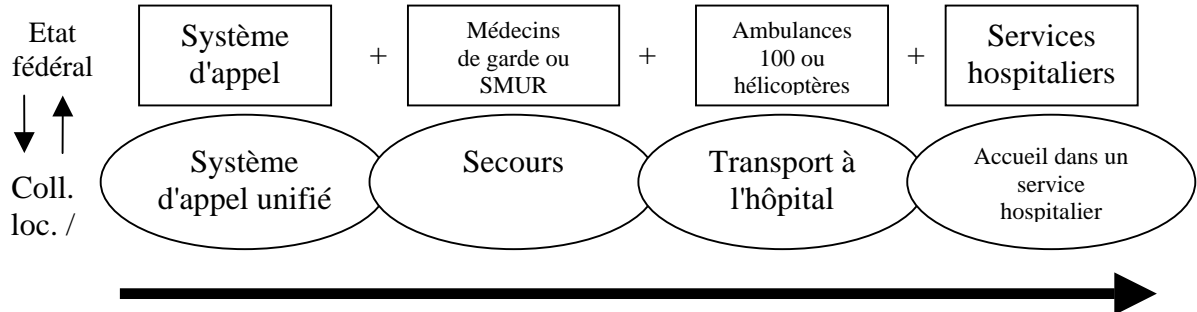 Etat
fédéral
Système
d'appel
+
Médecins
de garde ou
SMUR
+
Ambulances
100 ou
hélicoptères
+
Services
hospitaliers
Coll.
loc. /
Système
d'appel unifié
Secours
Transport à
l'hôpital
Accueil dans un
service
hospitalier